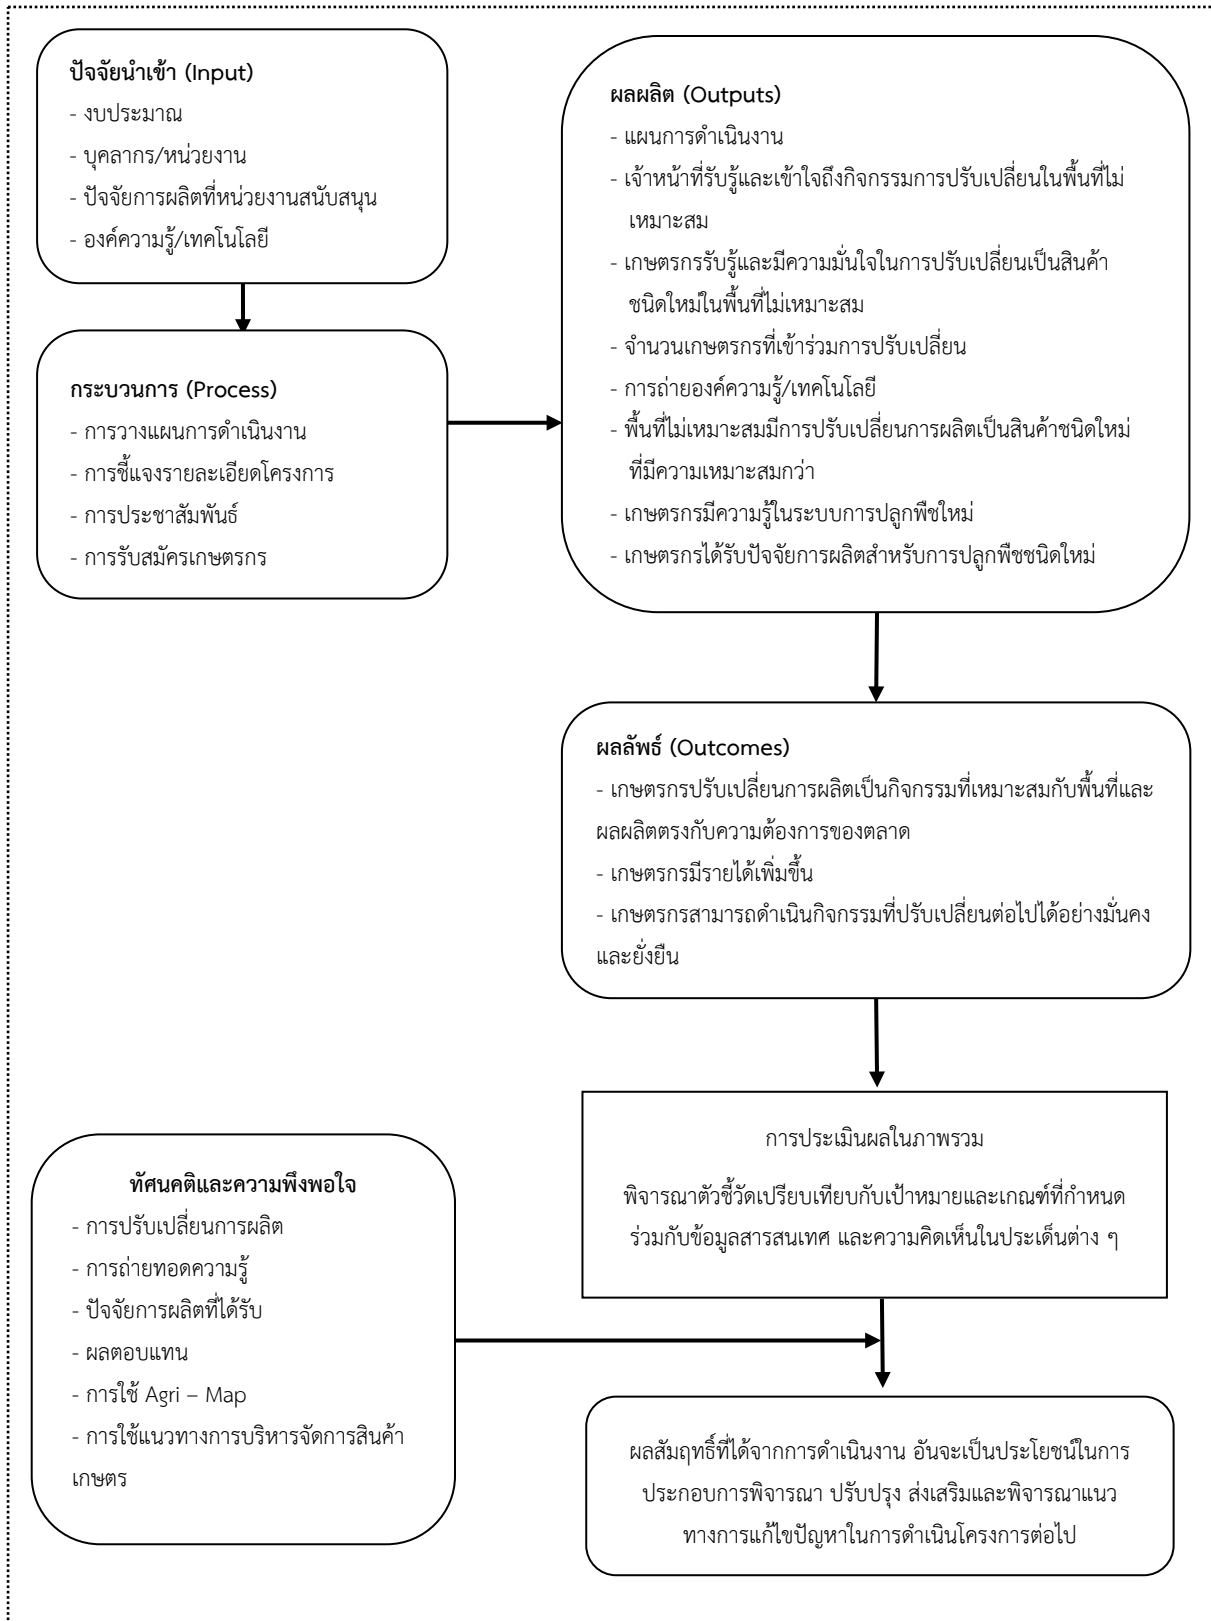 ปัจจัยนำเข้า (Input)
- งบประมาณ
- บุคลากร/หน่วยงาน
- ปัจจัยการผลิตที่หน่วยงานสนับสนุน
- องค์ความรู้/เทคโนโลยี
กระบวนการ (Process)
- การวางแผนการดำเนินงาน
- การชี้แจงรายละเอียดโครงการ
- การประชาสัมพันธ์
- การรับสมัครเกษตรกร
ผลผลิต (Outputs)
- แผนการดำเนินงาน
- เจ้าหน้าที่รับรู้และเข้าใจถึงกิจกรรมการปรับเปลี่ยนในพื้นที่ไม่
เหมาะสม
- เกษตรกรรับรู้และมีความมั่นใจในการปรับเปลี่ยนเป็นสินค้า
ชนิดใหม่ในพื้นที่ไม่เหมาะสม
- จำนวนเกษตรกรที่เข้าร่วมการปรับเปลี่ยน
- การถ่ายองค์ความรู้/เทคโนโลยี
- พื้นที่ไม่เหมาะสมมีการปรับเปลี่ยนการผลิตเป็นสินค้าชนิดใหม่
ที่มีความเหมาะสมกว่า
- เกษตรกรมีความรู้ในระบบการปลูกพืชใหม่
- เกษตรกรได้รับปัจจัยการผลิตสำหรับการปลูกพืชชนิดใหม่
ผลลัพธ์ (Outcomes)
- เกษตรกรปรับเปลี่ยนการผลิตเป็นกิจกรรมที่เหมาะสมกับพื้นที่และ
ผลผลิตตรงกับความต้องการของตลาด
- เกษตรกรมีรายได้เพิ่มขึ้น
- เกษตรกรสามารถดำเนินกิจกรรมที่ปรับเปลี่ยนต่อไปได้อย่างมั่นคง
และยั่งยืน
การประเมินผลในภาพรวม
พิจารณาตัวชี้วัดเปรียบเทียบกับเป้าหมายและเกณฑ์ที่กำหนด
ร่วมกับข้อมูลสารสนเทศ และความคิดเห็นในประเด็นต่าง ๆ
ทัศนคติและความพึงพอใจ
- การปรับเปลี่ยนการผลิต
- การถ่ายทอดความรู้
- ปัจจัยการผลิตที่ได้รับ
- ผลตอบแทน
- การใช้ Agri – Map
- การใช้แนวทางการบริหารจัดการสินค้า
เกษตร
ผลสัมฤทธิ์ที่ได้จากการดำเนินงาน อันจะเป็นประโยชน์ในการ
ประกอบการพิจารณา ปรับปรุง ส่งเสริมและพิจารณาแนว
ทางการแก้ไขปัญหาในการดำเนินโครงการต่อไป